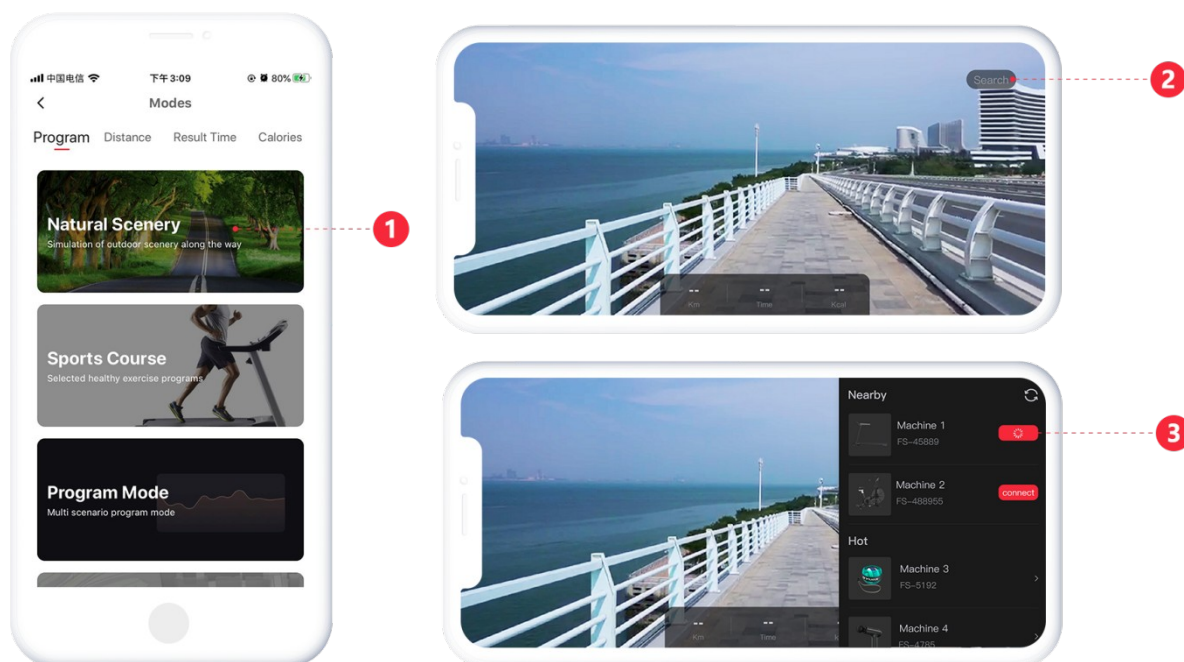 中国电信
下午3:09
80%
Modes
Program Distance Result Time Calories
Natural Scenery
Simulation of outdoor scenery along the way
Sports Course
Selected healthy exercise programs
Program Mode
Multi scenario program mode
1
Search
2
-- -- --
Km Time Kcal
Nearby
Machine 1
FS-45889
3
Machine 2
FS-488955
connect
Hot
Machine 3
FS-5192
Machine 4
FS-4785
-- --
Km Time